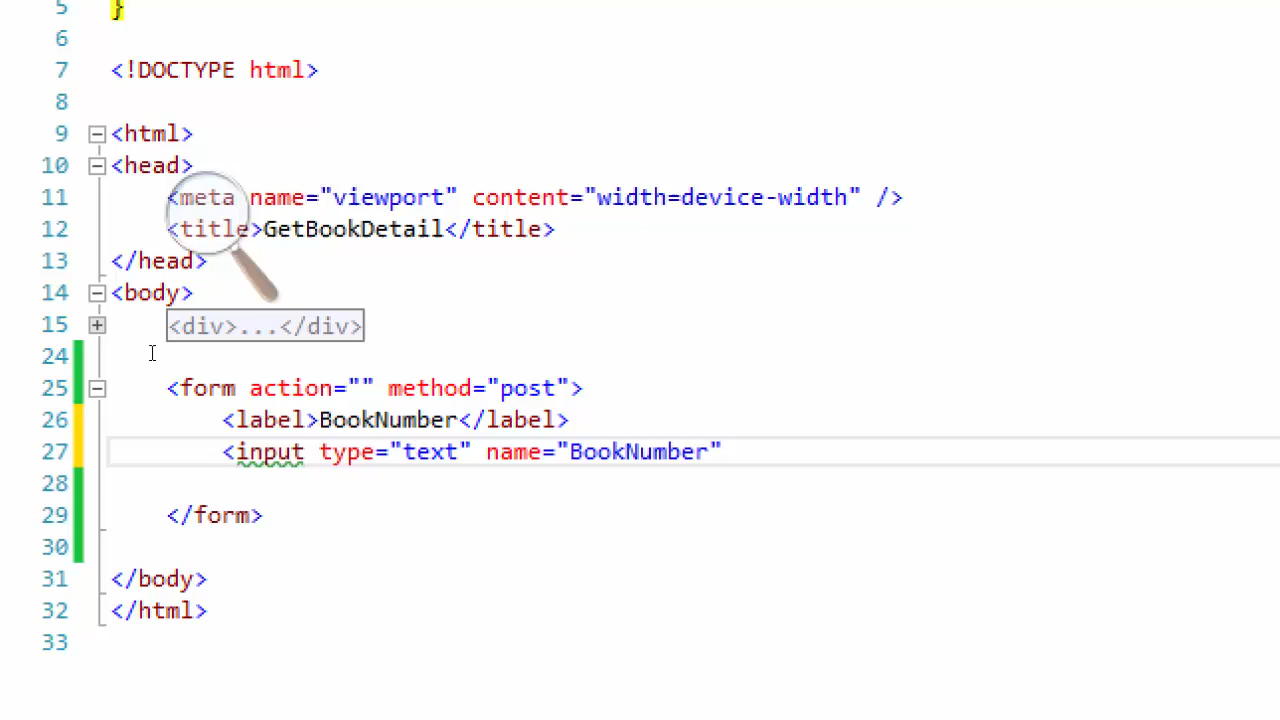 5 }
6
7 <!DOCTYPE html>
8
9 <html>
10 <head>
11 <meta name="viewport" content="width=device-width" />
12 <title>GetBookDetail</title>
13 </head>
14 <body>
15 <div>...</div>
24
25 <form action="" method="post">
26 <label>BookNumber</label>
27 <input type="text" name="BookNumber"
28
29 </form>
30
31 </body>
32 </html>
33